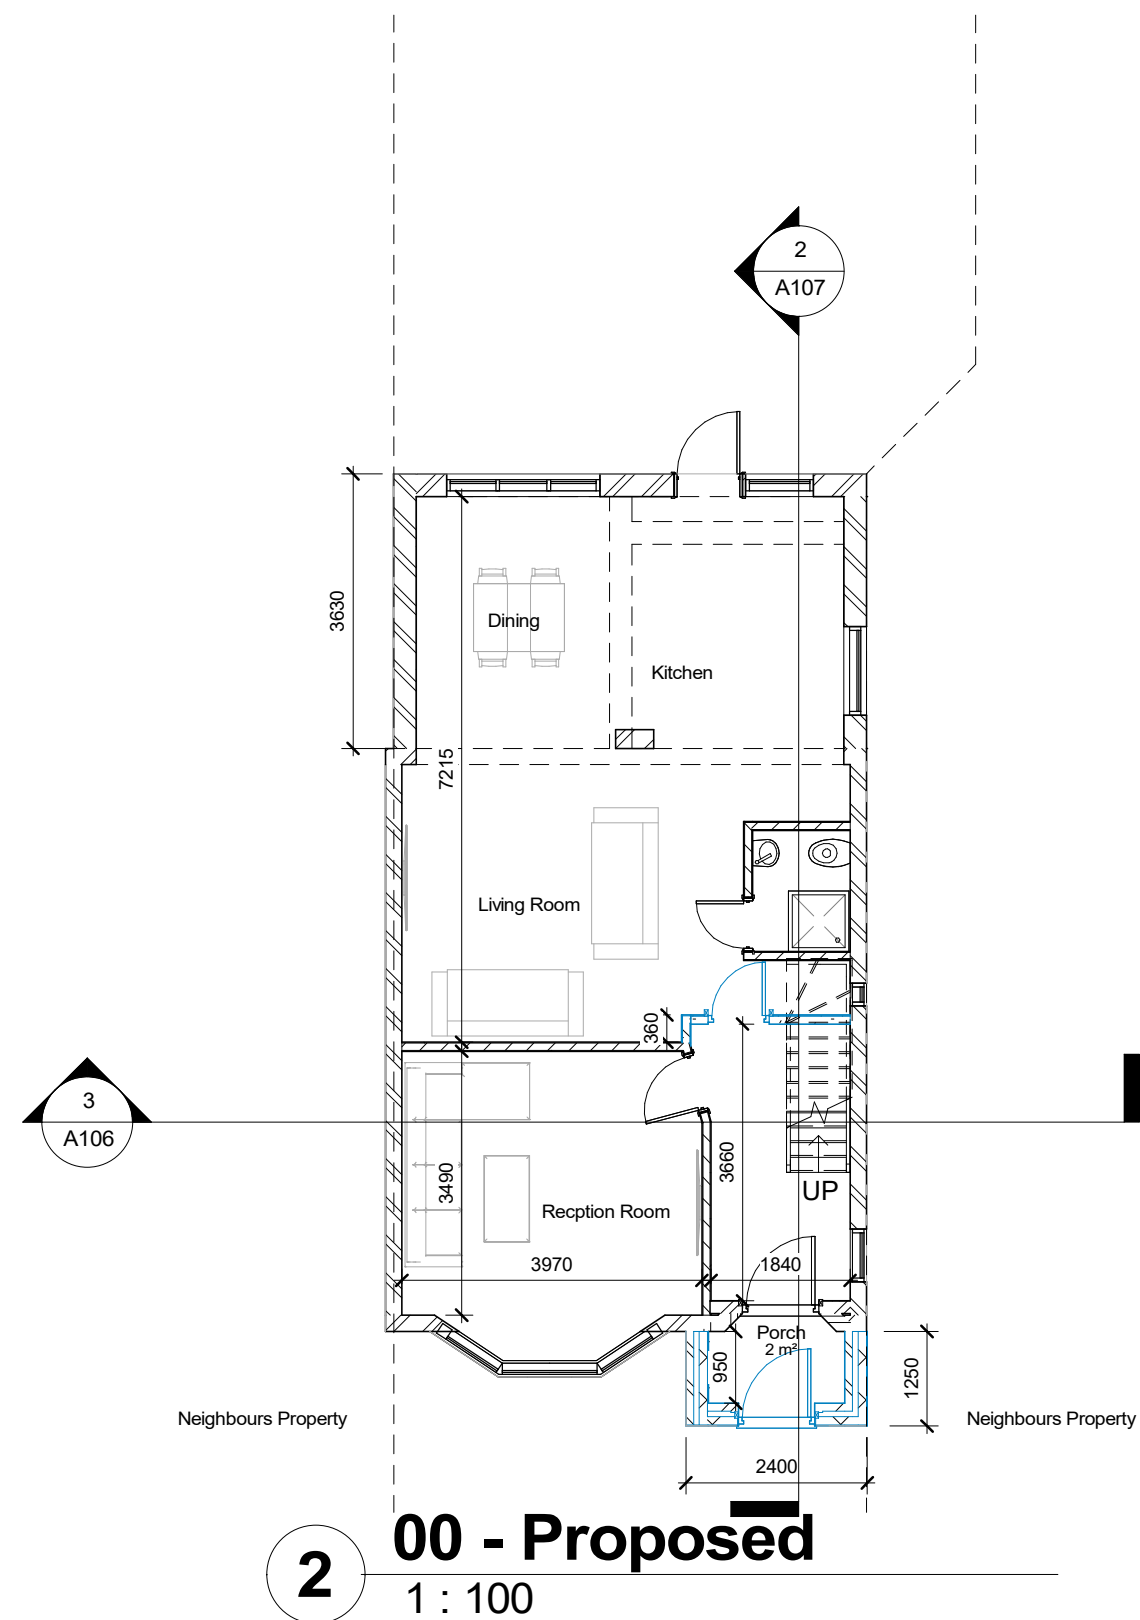 2
A107
3630
Dining
Kitchen
7215
Living Room
360
3
A106
3490
3660
UP
Recption Room
3970
1840
Porch
2 m²
950
1250
Neighbours Property
Neighbours Property
2400
2
00 - Proposed
1 : 100